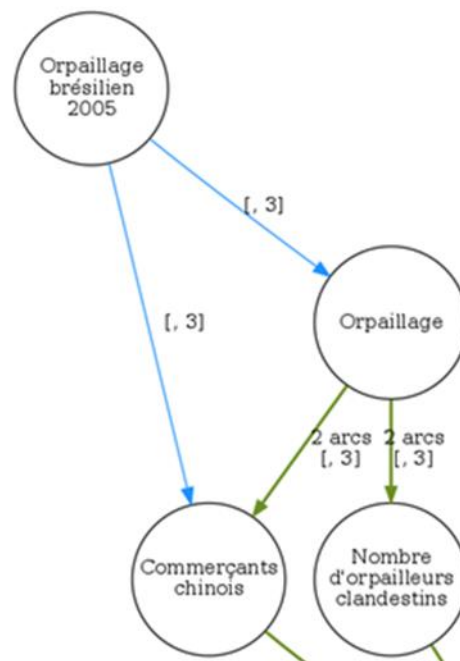 Orpaillage
brésilien
2005
[, 3]
Orpaillage
[, 3]
2 arcs
[, 3]
2 arcs
[, 3]
Commerçants
chinois
Nombre
d'orpailleurs
clandestins